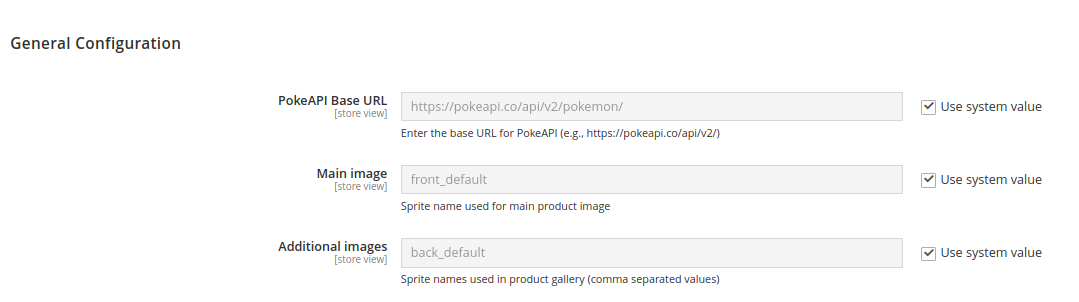 General Configuration
PokeAPI Base URL https://pokeapi.co/api/v2/pokemon/ Use system value
[store view]
Enter the base URL for PokeAPI (e.g., https://pokeapi.co/api/v2/)
Main image front_default Use system value
[store view]
Sprite name used for main product image
Additional images back_default Use system value
[store view]
Sprite names used in product gallery (comma separated values)